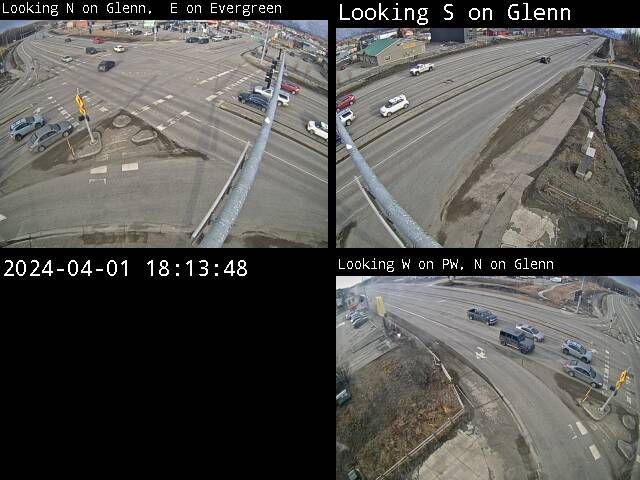 Looking N on Glenn, E on Evergreen
Looking S on Glenn
2024-04-01 18:13:48
Looking W on PW, N on Glenn